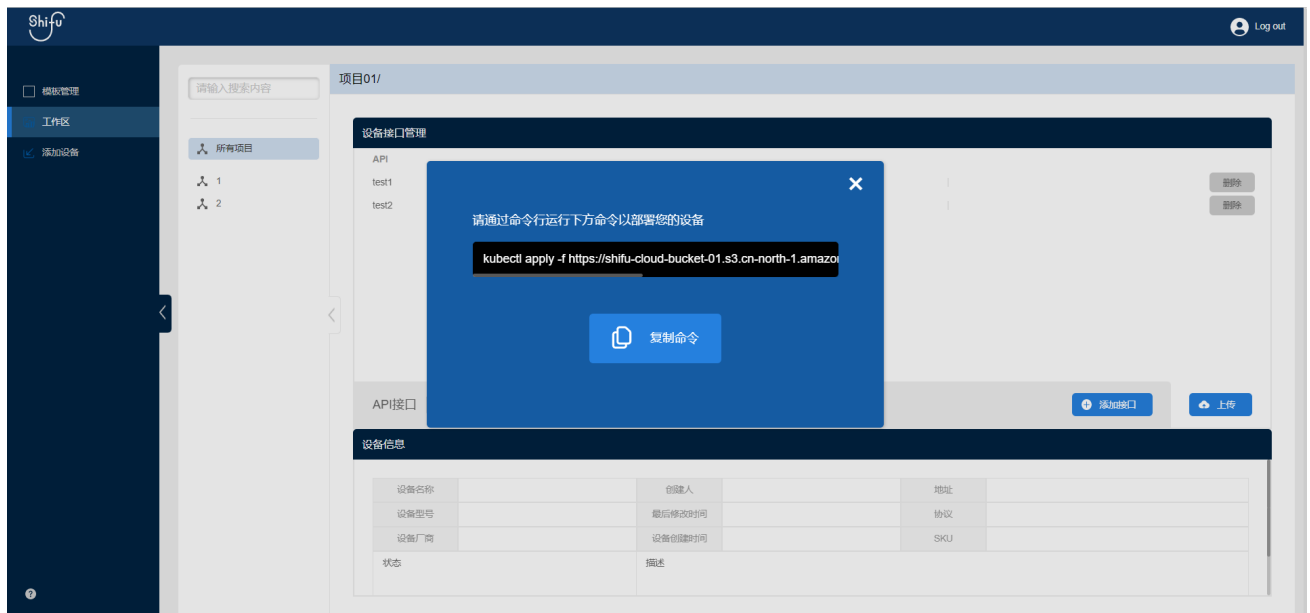 Shifu
Log out
模板管理
工作区
添加设备
请输入搜索内容
所有项目
1
2
项目01/
设备接口管理
API
test1
删除
test2
删除
请通过命令行运行下方命令以部署您的设备
kubectl apply -f https://shifu-cloud-bucket-01.s3.cn-north-1.amazo
复制命令
API接口
添加接口
上传
设备信息
设备名称 创建人 地址
设备型号 最后修改时间 协议
设备厂商 设备创建时间 SKU
状态 描述